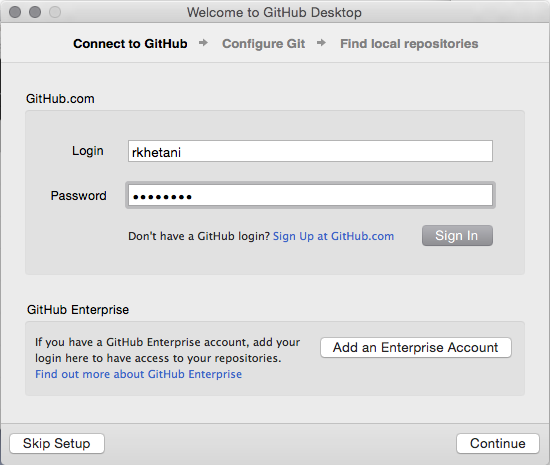 Welcome to GitHub Desktop
Connect to GitHub → Configure Git → Find local repositories
GitHub.com
Login rkhetani
Password ••••••••
Don't have a GitHub login? Sign Up at GitHub.com Sign In
GitHub Enterprise
If you have a GitHub Enterprise account, add your
login here to have access to your repositories.
Find out more about GitHub Enterprise
Add an Enterprise Account
Skip Setup Continue